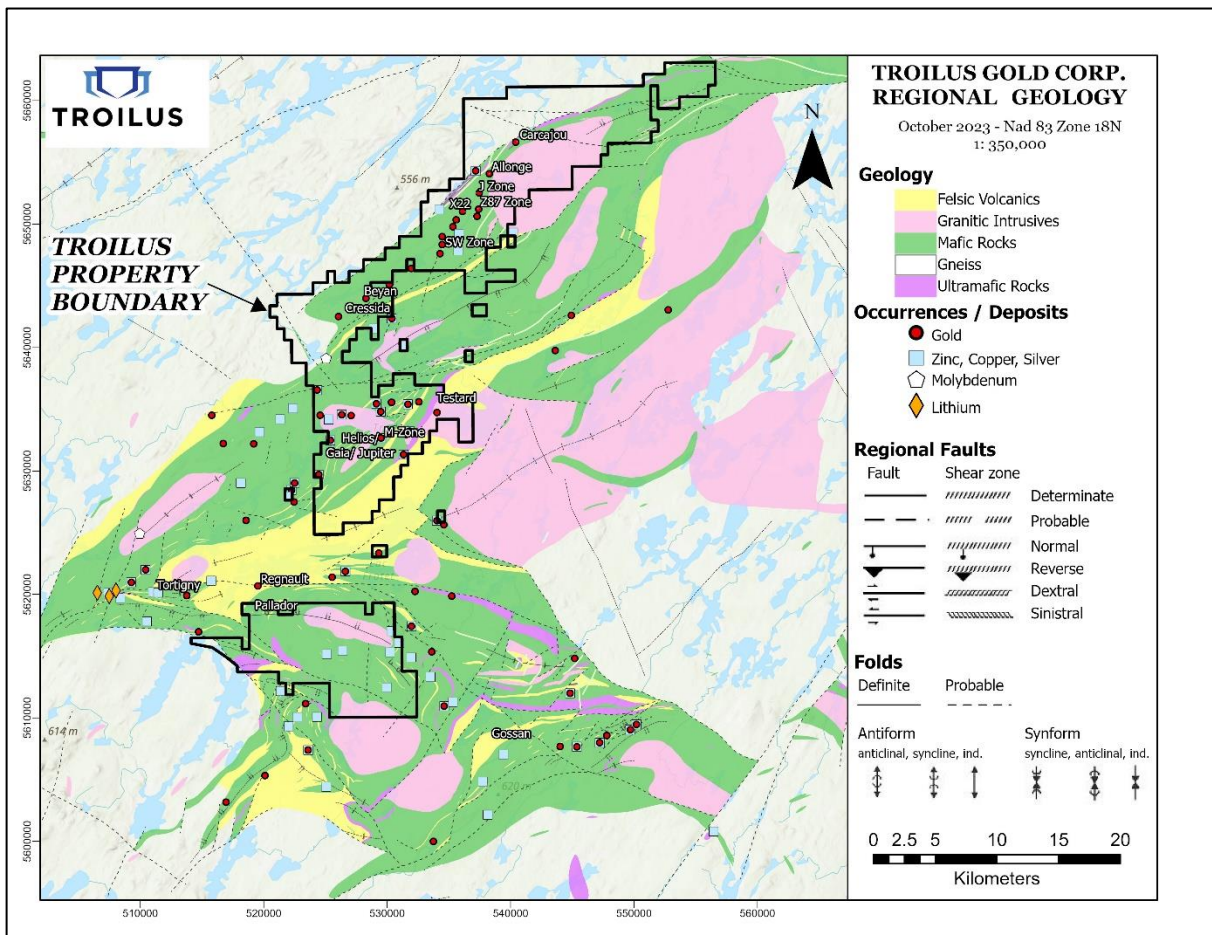 TROILUS
TROILUS GOLD CORP.
REGIONAL GEOLOGY
October 2023 - Nad 83 Zone 18N
1: 350,000
N
Geology
Felsic Volcanics
Granitic Intrusives
Mafic Rocks
Gneiss
Ultramafic Rocks
Occurrences / Deposits
Gold
Zinc, Copper, Silver
Molybdenum
Lithium
Regional Faults
Fault Shear zone
Determinate
Probable
Normal
Reverse
Dextral
Sinistral
Folds
Definite Probable
Antiform Synform
anticlinal, syncline, ind. syncline, anticlinal, ind.
0 2.5 5 10 15 20
Kilometers
TROILUS
PROPERTY
BOUNDARY
556 m
Carcajou
Allonge
J Zone
X22 Z87 Zone
SW Zone
Beyan
Cressida
Testard
M-Zone
Helios/
Gaia/ Jupiter
Tortigny
Regnault
Pallador
Gossan
614 m
620 m
5660000
5650000
5640000
5630000
5620000
5610000
5600000
510000 520000 530000 540000 550000 560000